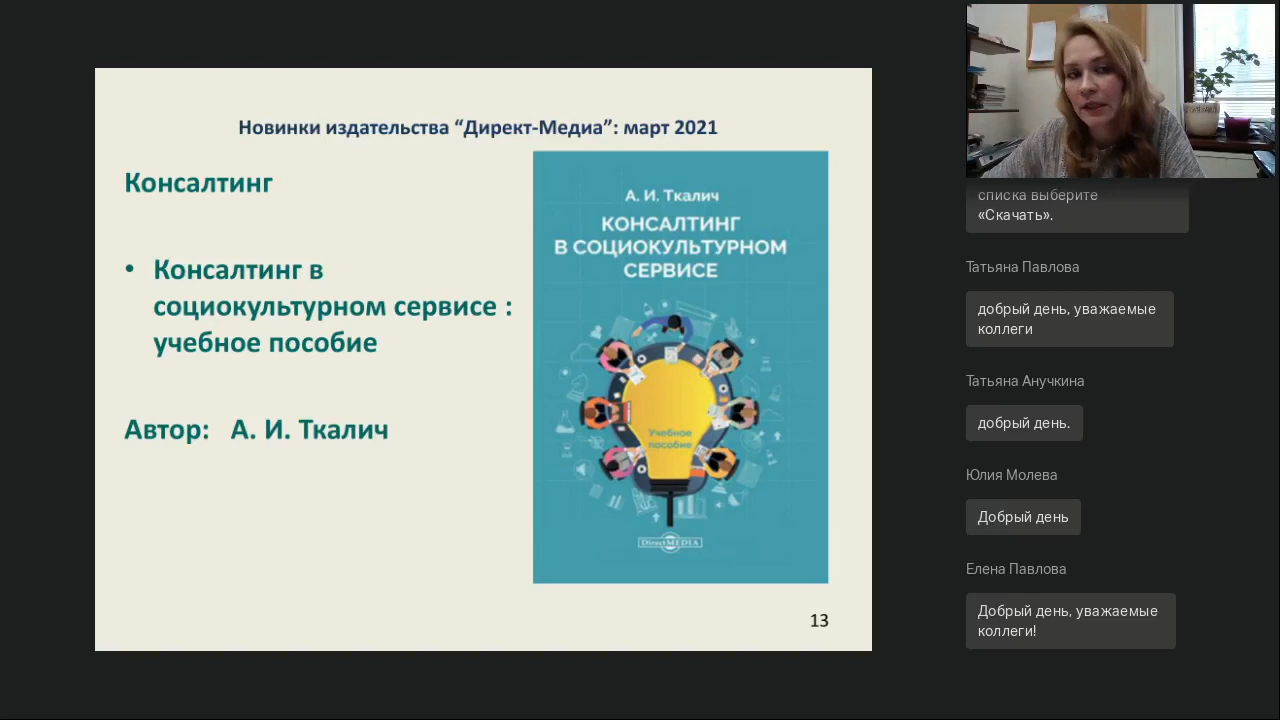 Новинки издательства “Директ-Медиа”: март 2021
Консалтинг
• Консалтинг в
социокультурном сервисе :
учебное пособие
Автор: А. И. Ткалич
А. И. Ткалич
КОНСАЛТИНГ
В СОЦИОКУЛЬТУРНОМ
СЕРВИСЕ
Учебное
пособие
DirectMEDIA
13
списка выберите
«Скачать».
Татьяна Павлова
добрый день, уважаемые
коллеги
Татьяна Анучкина
добрый день.
Юлия Молева
Добрый день
Елена Павлова
Добрый день, уважаемые
коллеги!